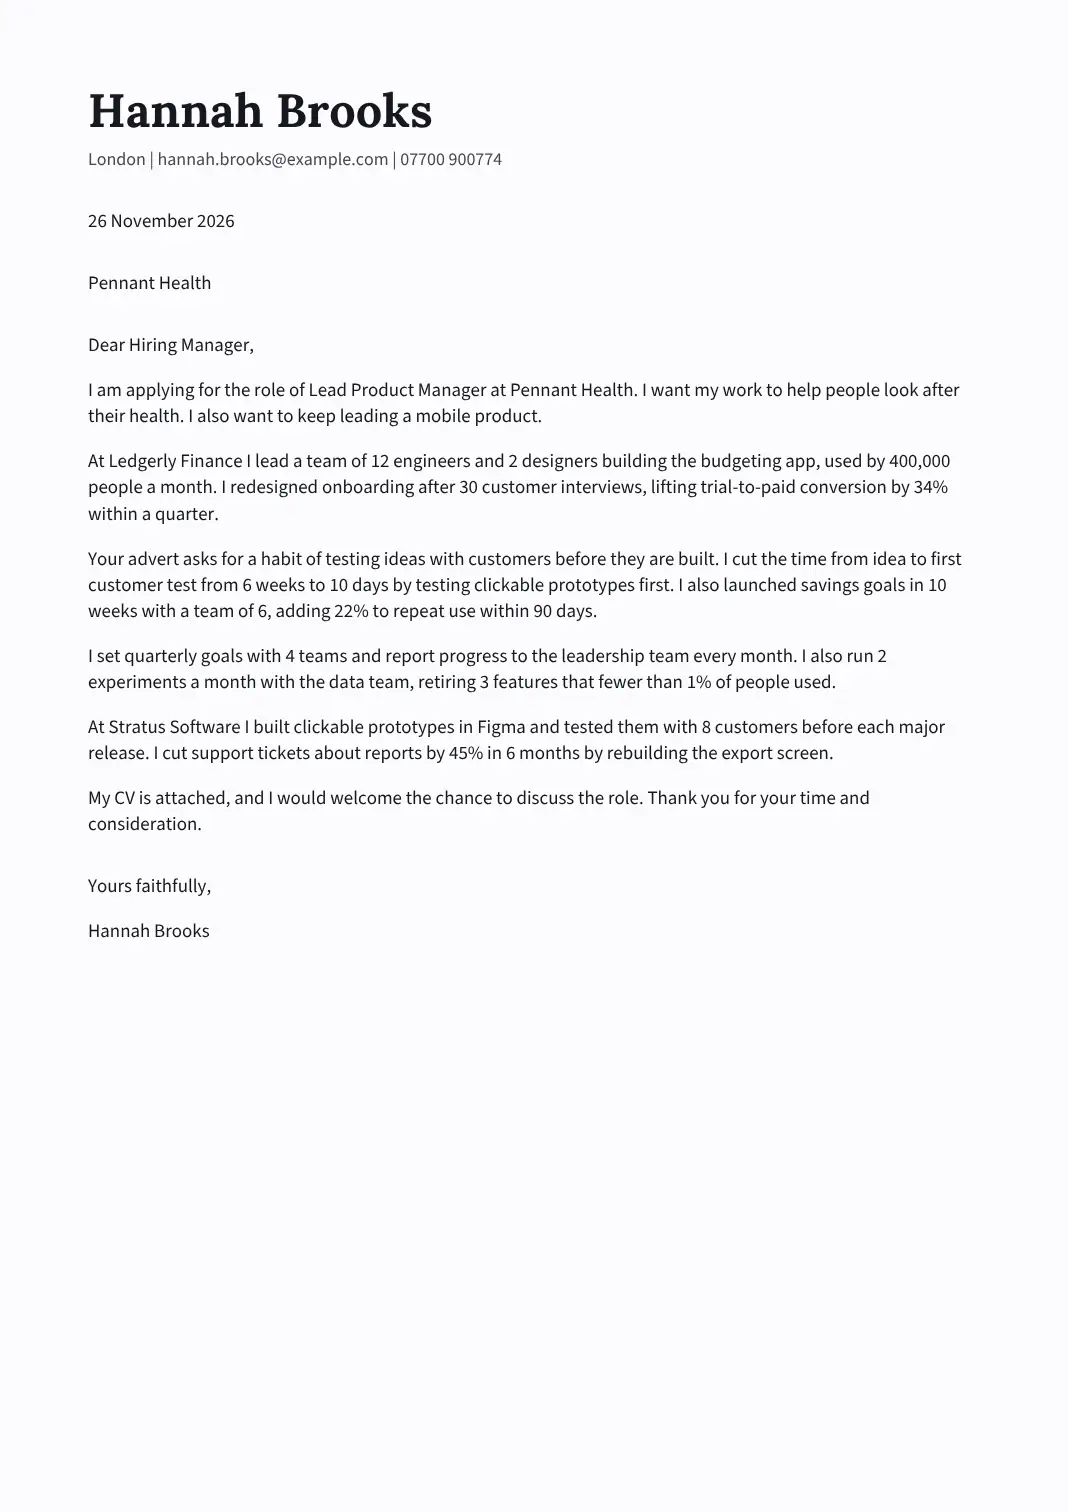 Hannah Brooks
London | hannah.brooks@example.com | 07700 900774
26 November 2026
Pennant Health
Dear Hiring Manager,
I am applying for the role of Lead Product Manager at Pennant Health. I want my work to help people look after
their health. I also want to keep leading a mobile product.
At Ledgerly Finance I lead a team of 12 engineers and 2 designers building the budgeting app, used by 400,000
people a month. I redesigned onboarding after 30 customer interviews, lifting trial-to-paid conversion by 34%
within a quarter.
Your advert asks for a habit of testing ideas with customers before they are built. I cut the time from idea to first
customer test from 6 weeks to 10 days by testing clickable prototypes first. I also launched savings goals in 10
weeks with a team of 6, adding 22% to repeat use within 90 days.
I set quarterly goals with 4 teams and report progress to the leadership team every month. I also run 2
experiments a month with the data team, retiring 3 features that fewer than 1% of people used.
At Stratus Software I built clickable prototypes in Figma and tested them with 8 customers before each major
release. I cut support tickets about reports by 45% in 6 months by rebuilding the export screen.
My CV is attached, and I would welcome the chance to discuss the role. Thank you for your time and
consideration.
Yours faithfully,
Hannah Brooks